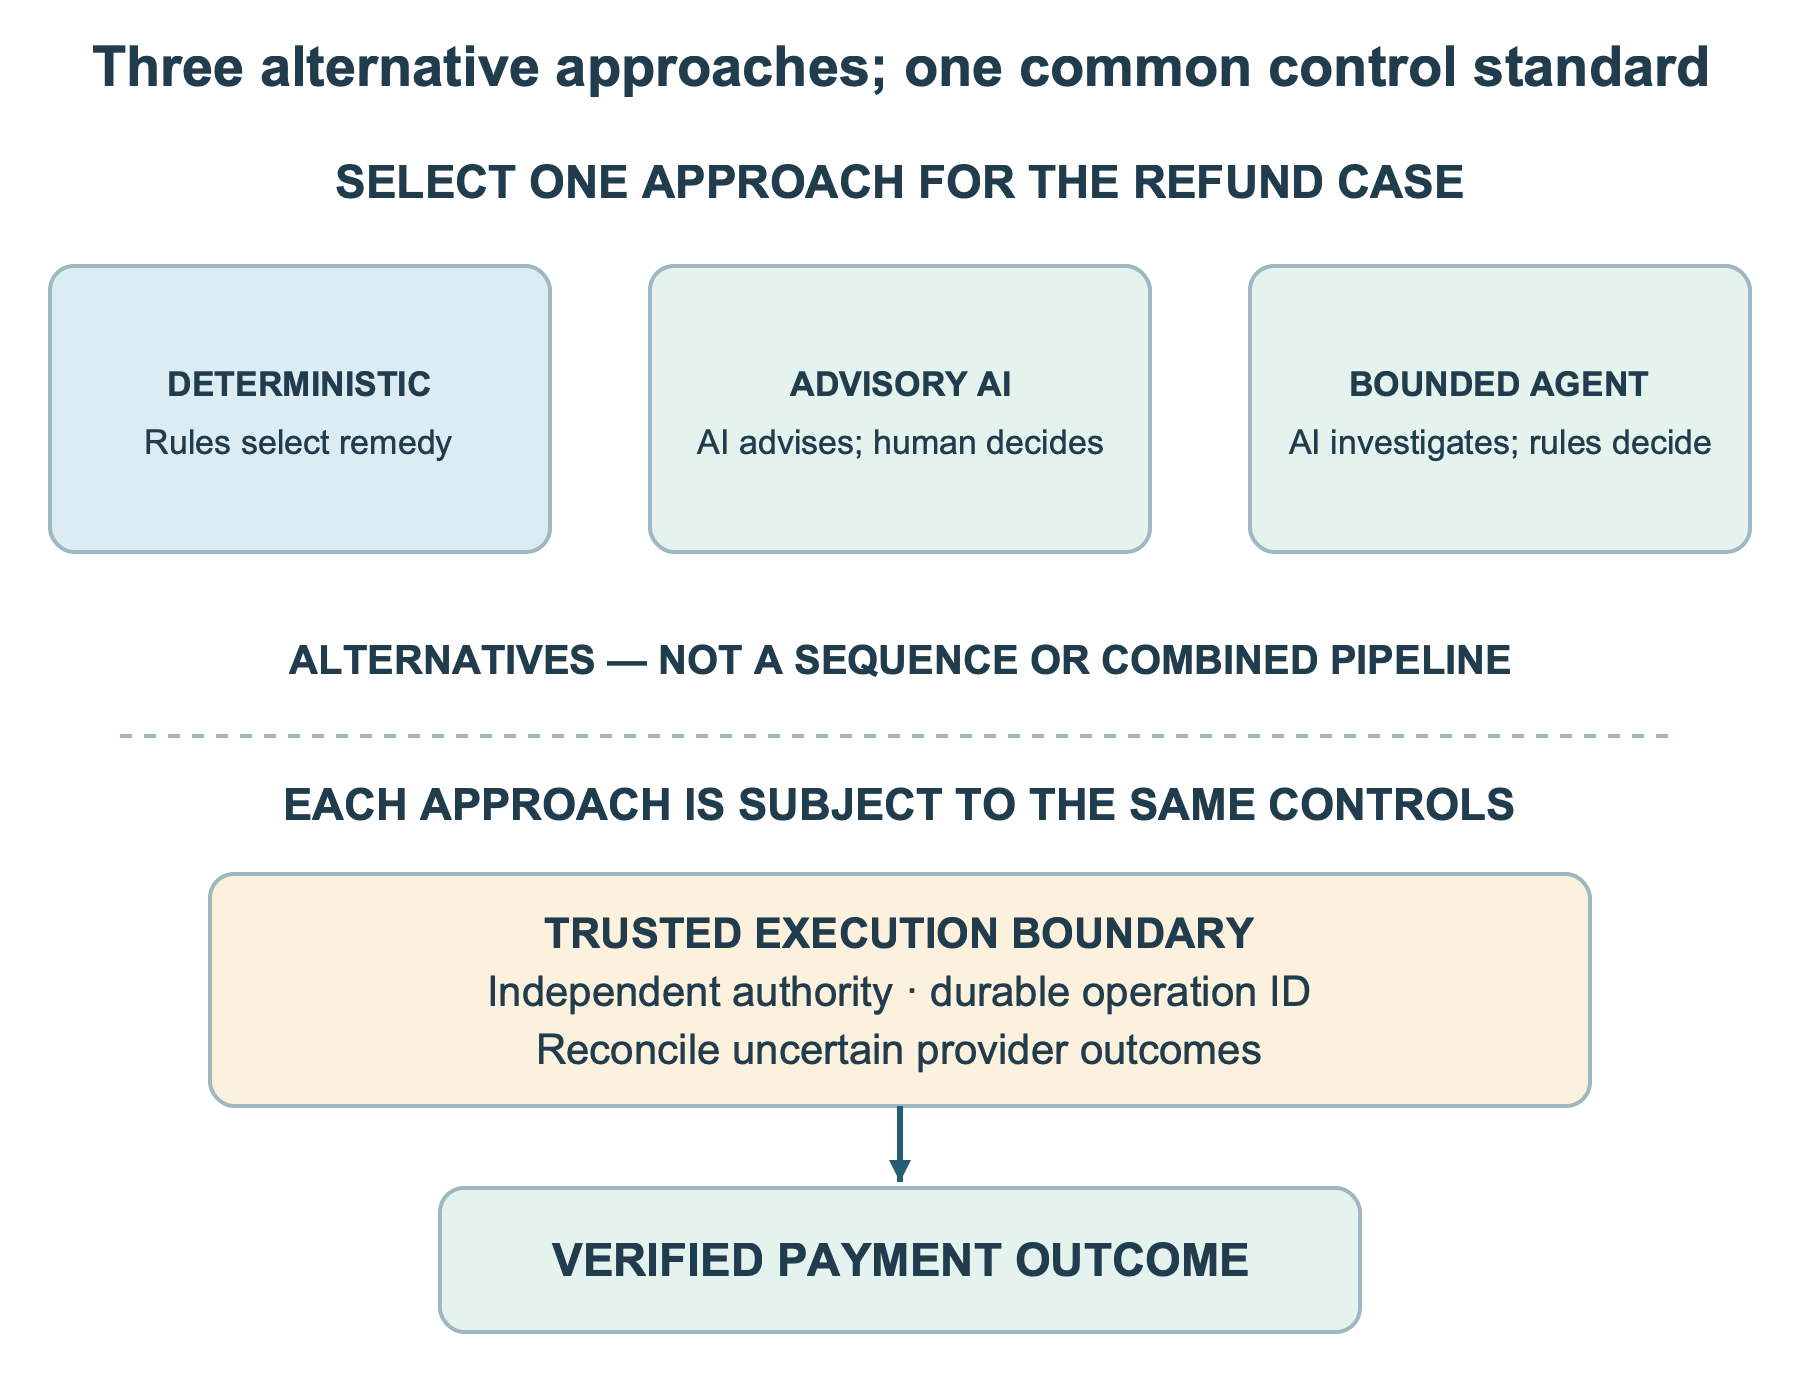 Three alternative approaches; one common control standard
SELECT ONE APPROACH FOR THE REFUND CASE
DETERMINISTIC
Rules select remedy
ADVISORY AI
AI advises; human decides
BOUNDED AGENT
AI investigates; rules decide
ALTERNATIVES — NOT A SEQUENCE OR COMBINED PIPELINE
EACH APPROACH IS SUBJECT TO THE SAME CONTROLS
TRUSTED EXECUTION BOUNDARY
Independent authority · durable operation ID
Reconcile uncertain provider outcomes
VERIFIED PAYMENT OUTCOME